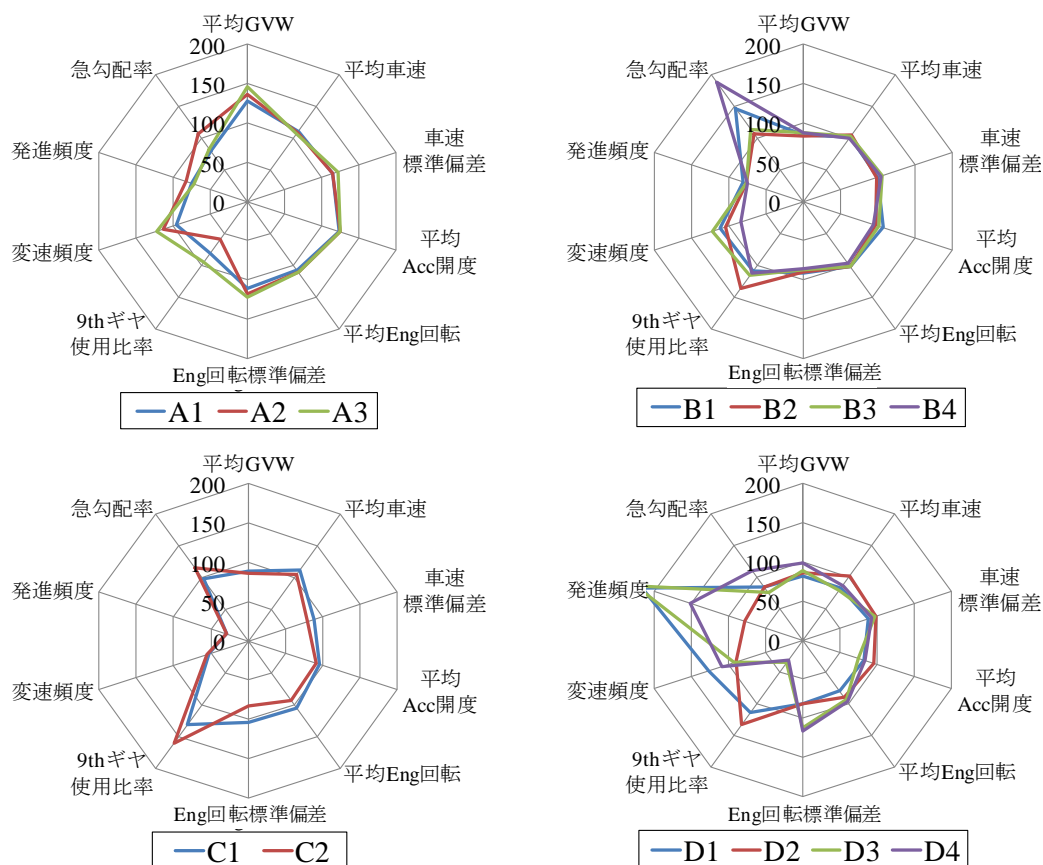 平均GVW
平均車速
車速
標準偏差
平均
Acc開度
平均Eng回転
Eng回転標準偏差
9thギヤ
使用比率
変速頻度
発進頻度
急勾配率
200
150
100
50
0
A1
A2
A3
平均GVW
平均車速
車速
標準偏差
平均
Acc開度
平均Eng回転
Eng回転標準偏差
9thギヤ
使用比率
変速頻度
発進頻度
急勾配率
200
150
100
50
0
B1
B2
B3
B4
平均GVW
平均車速
車速
標準偏差
平均
Acc開度
平均Eng回転
Eng回転標準偏差
9thギヤ
使用比率
変速頻度
発進頻度
急勾配率
200
150
100
50
0
C1
C2
平均GVW
平均車速
車速
標準偏差
平均
Acc開度
平均Eng回転
Eng回転標準偏差
9thギヤ
使用比率
変速頻度
発進頻度
急勾配率
200
150
100
50
0
D1
D2
D3
D4